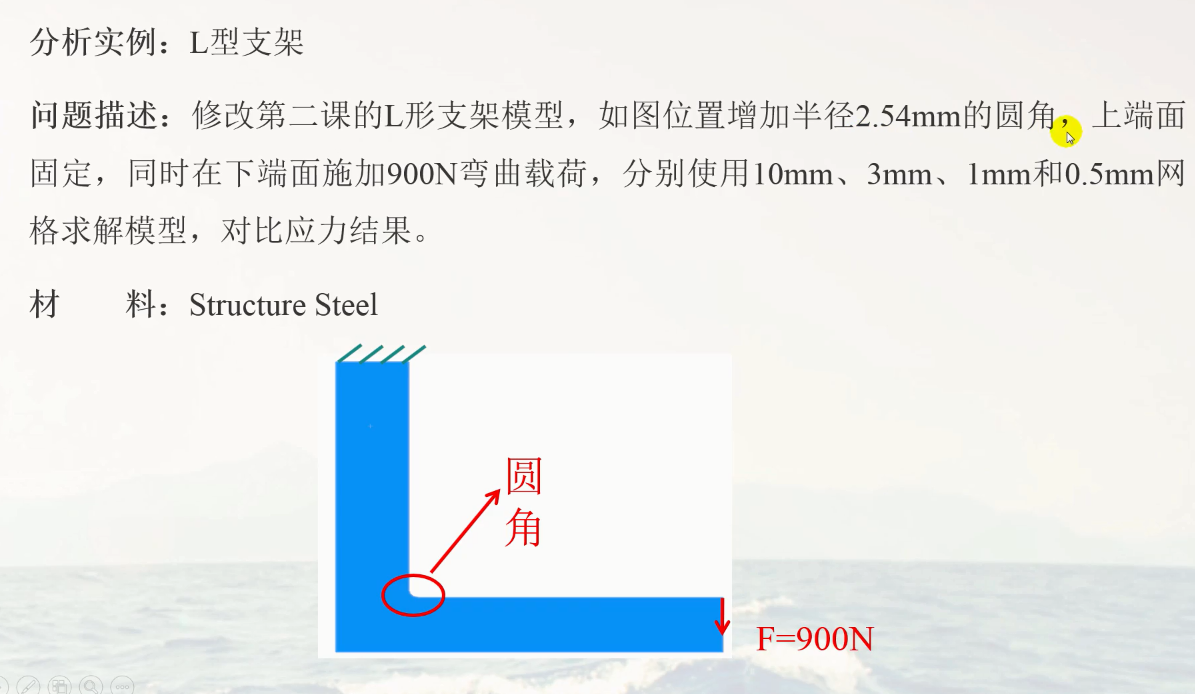 分析实例：L型支架
问题描述：修改第二课的L形支架模型，如图位置增加半径2.54mm的圆角，上端面
固定，同时在下端面施加900N弯曲载荷，分别使用10mm、3mm、1mm和0.5mm网
格求解模型，对比应力结果。
材　　料：Structure Steel
圆
角
F=900N